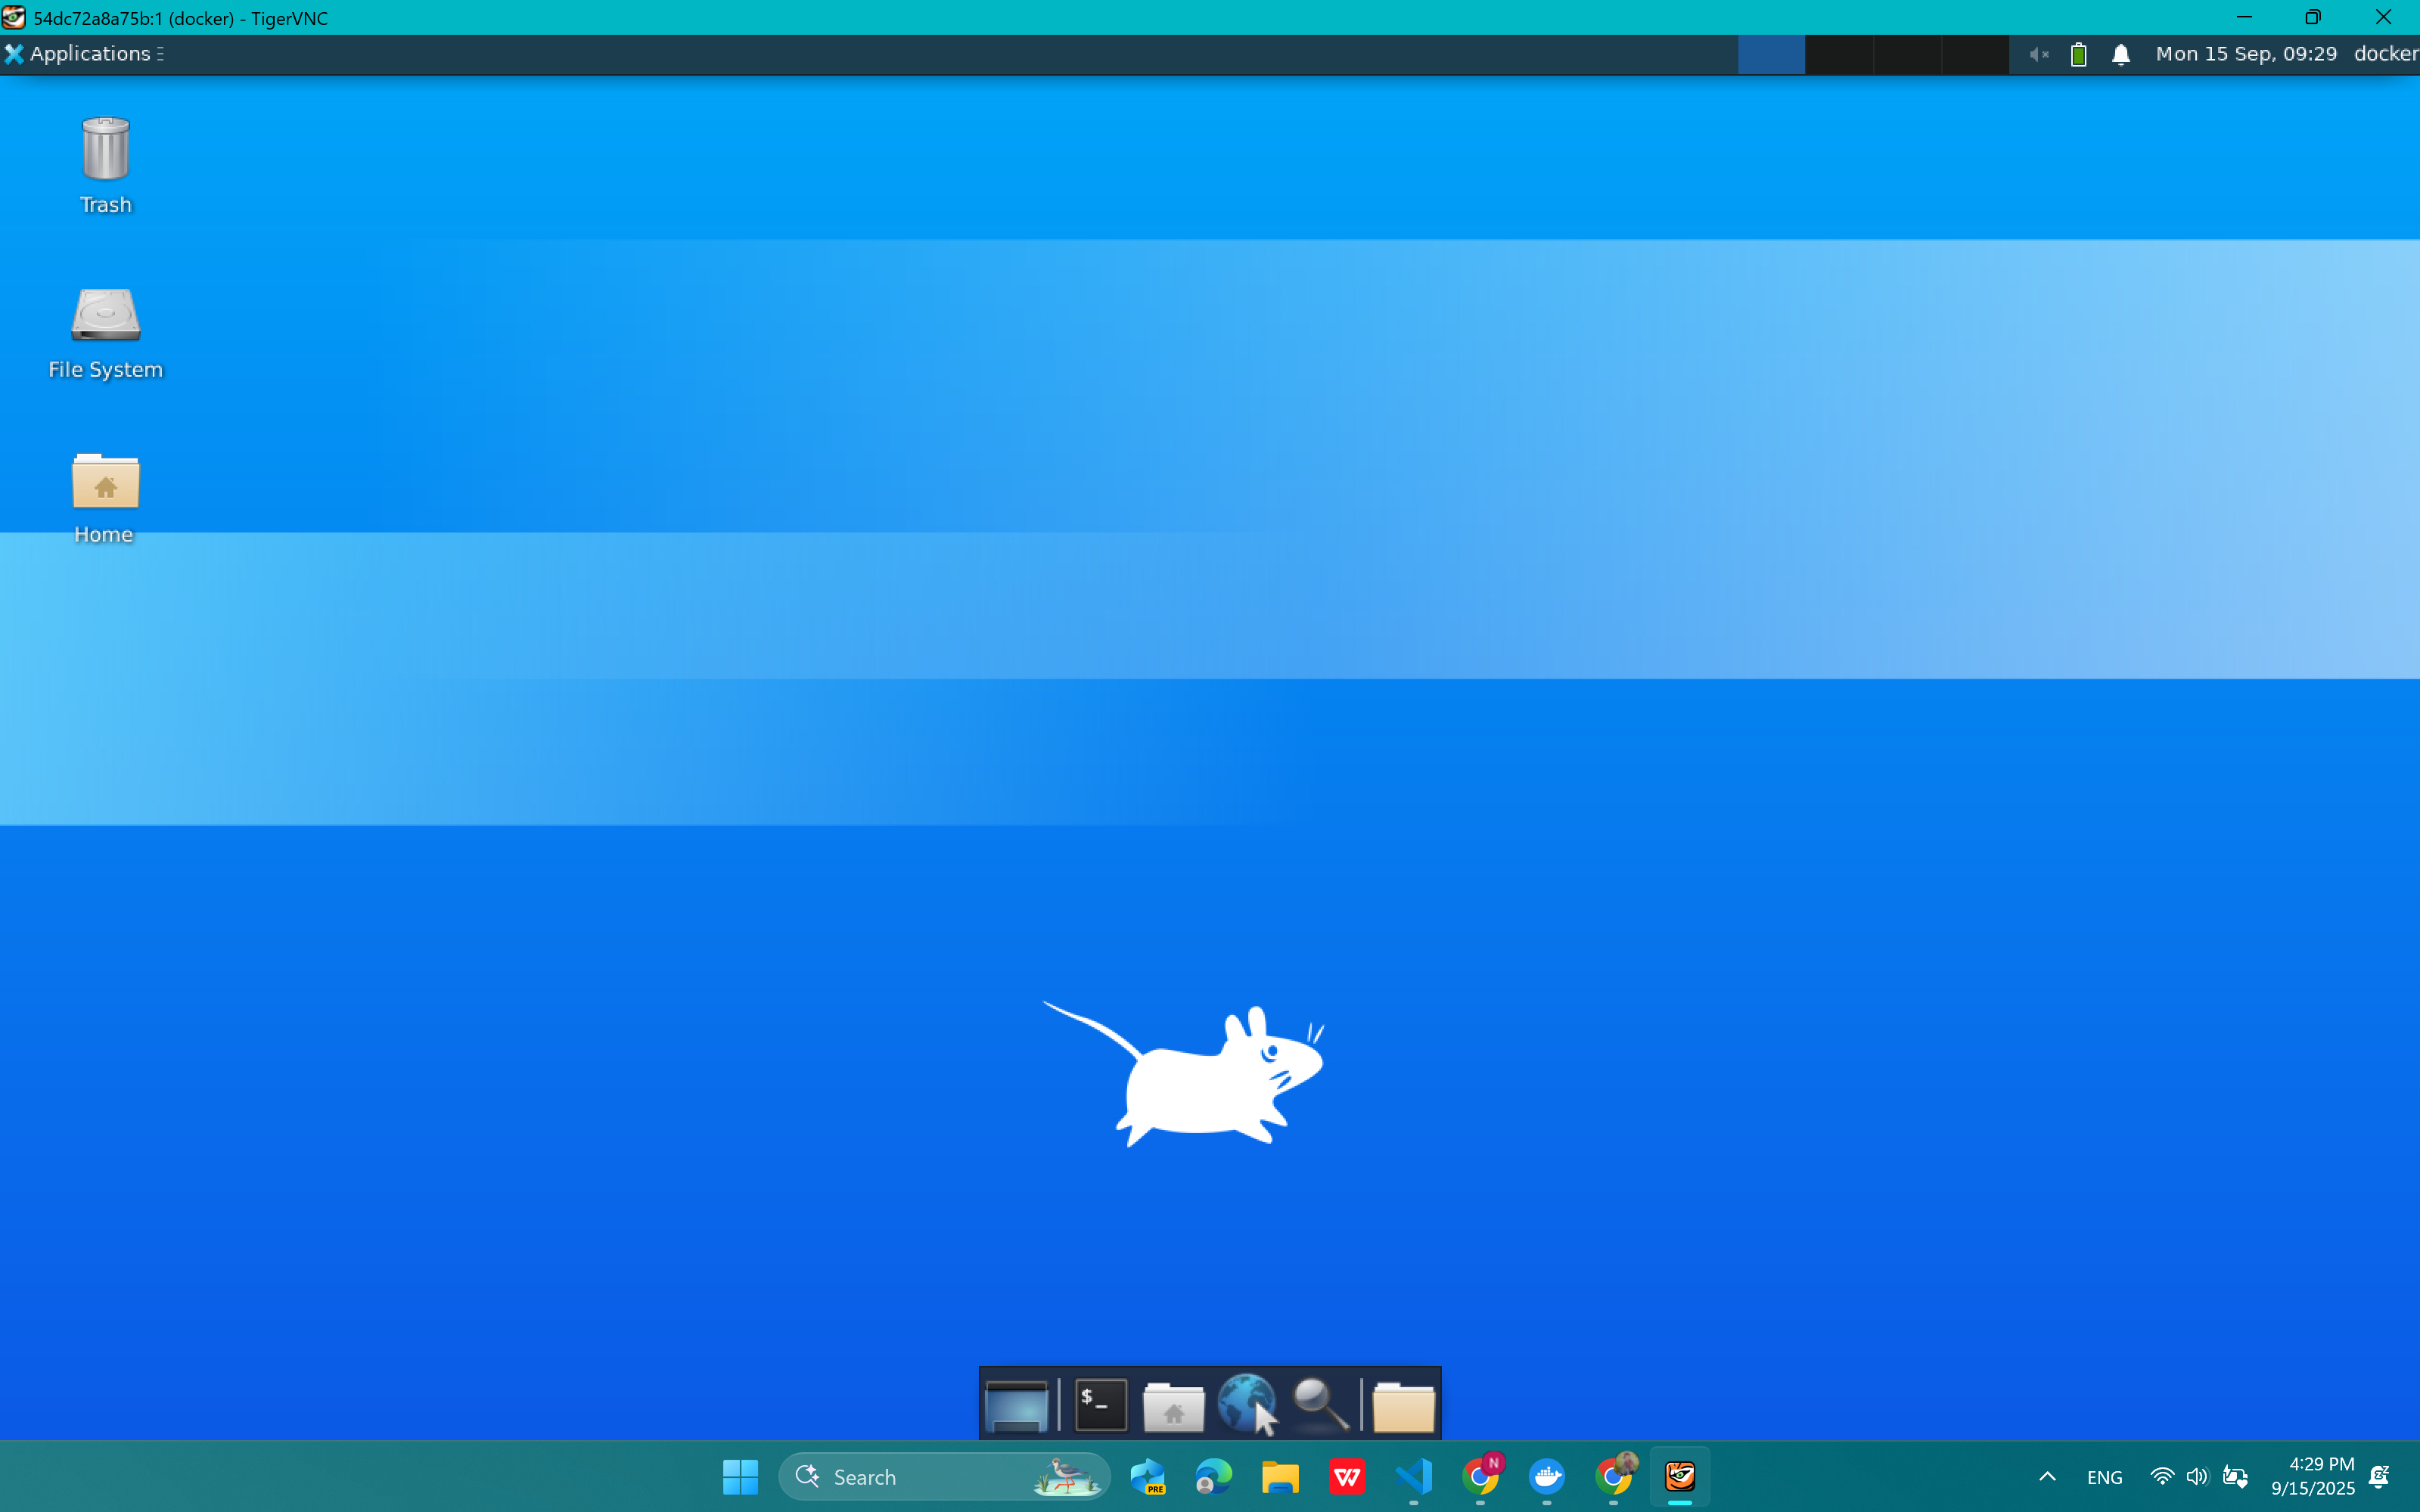 54dc72a8a75b:1 (docker) - TigerVNC
Applications
Mon 15 Sep, 09:29 docker
Trash
File System
Home
$_
Search
PRE
W
N
ENG
4:29 PM
9/15/2025